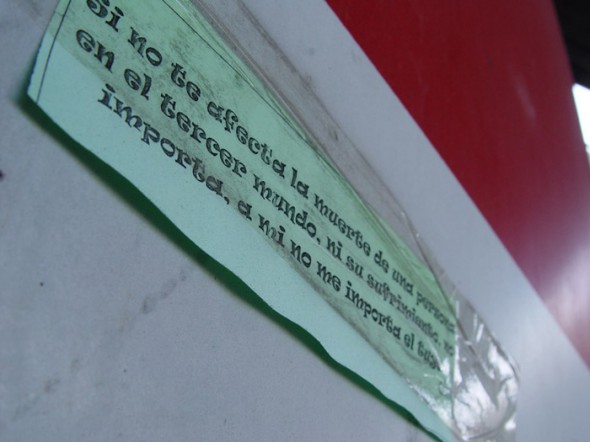 Si no te afecta la muerte de una persona
en el tercer mundo, ni su sufrimiento, no
importa, a mi no me importa el tuyo